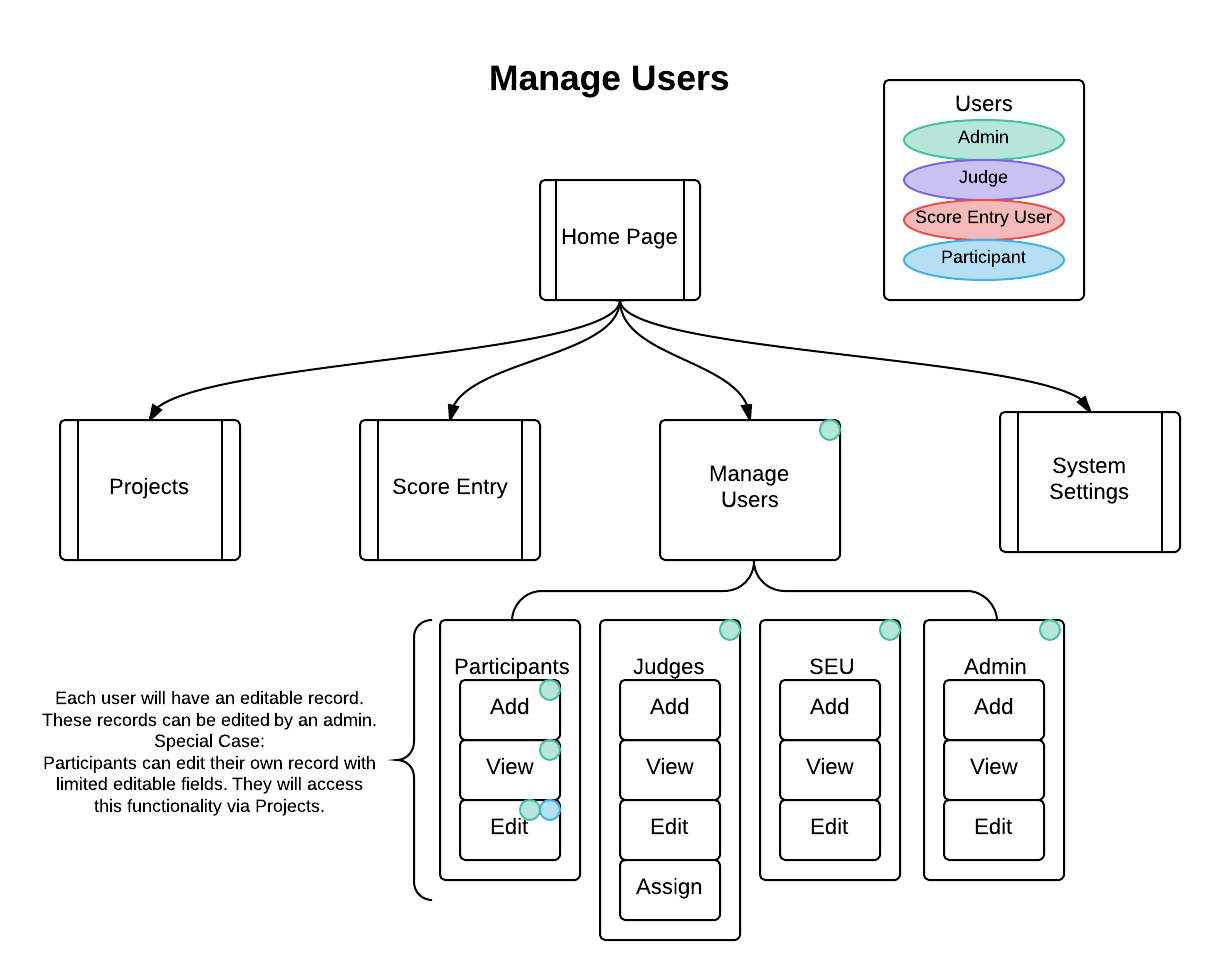 Manage Users
Users
Admin
Judge
Score Entry User
Participant
Home Page
Projects
Score Entry
Manage
Users
System
Settings
Each user will have an editable record.
These records can be edited by an admin.
Special Case:
Participants can edit their own record with
limited editable fields. They will access
this functionality via Projects.
Participants
Add
View
Edit
Judges
Add
View
Edit
Assign
SEU
Add
View
Edit
Admin
Add
View
Edit